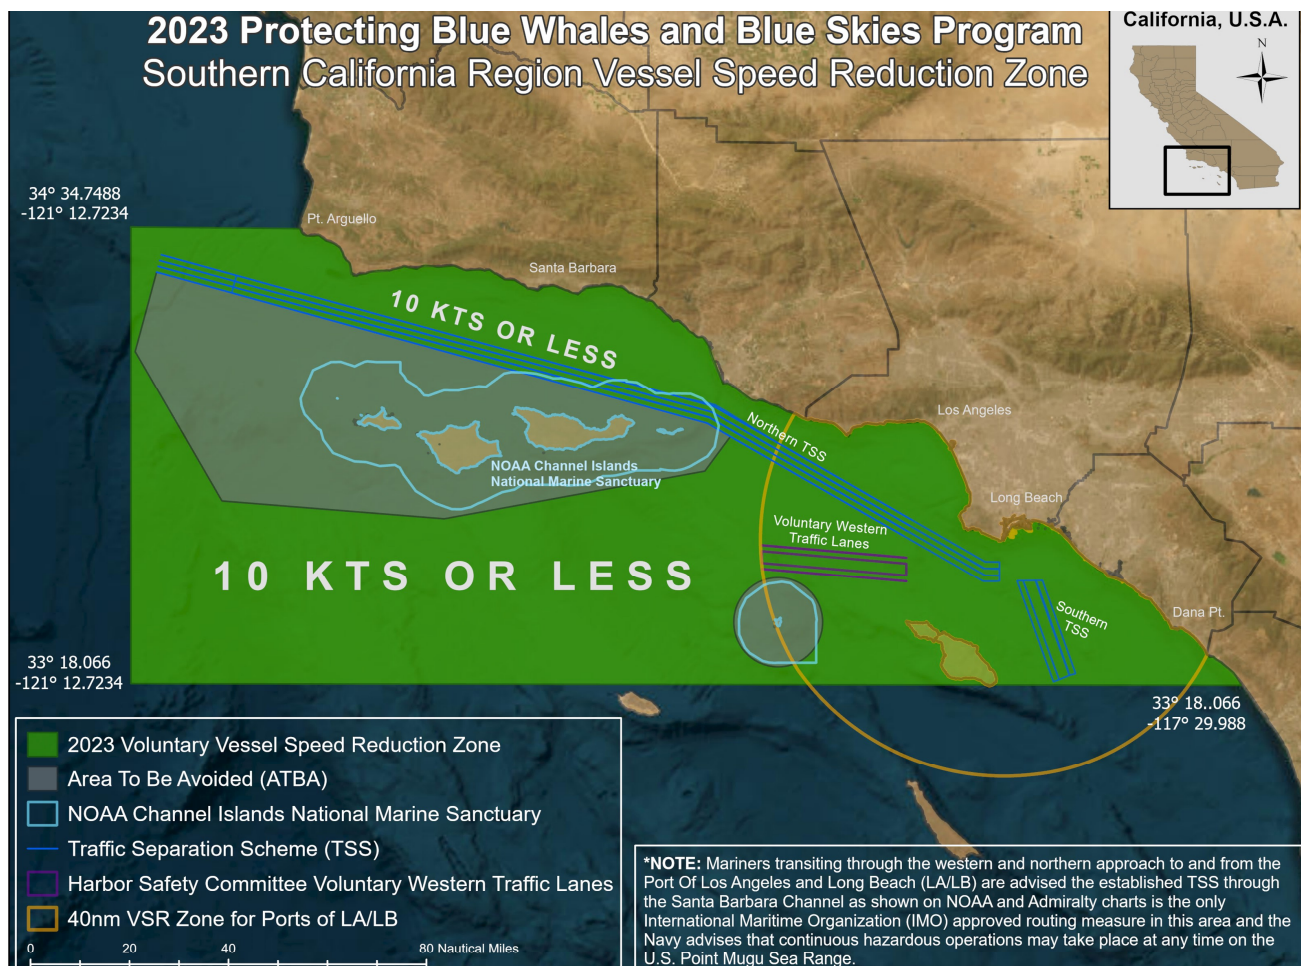 2023 Protecting Blue Whales and Blue Skies Program
Southern California Region Vessel Speed Reduction Zone
California, U.S.A.
N
34° 34.7488
-121° 12.7234
Pt. Arguello
Santa Barbara
10 KTS OR LESS
Los Angeles
Northern TSS
NOAA Channel Islands
National Marine Sanctuary
Long Beach
Voluntary Western
Traffic Lanes
10 KTS OR LESS
Southern
TSS
Dana Pt.
33° 18.066
-121° 12.7234
33° 18..066
-117° 29.988
2023 Voluntary Vessel Speed Reduction Zone
Area To Be Avoided (ATBA)
NOAA Channel Islands National Marine Sanctuary
Traffic Separation Scheme (TSS)
Harbor Safety Committee Voluntary Western Traffic Lanes
40nm VSR Zone for Ports of LA/LB
0 20 40 80 Nautical Miles
*NOTE: Mariners transiting through the western and northern approach to and from the
Port Of Los Angeles and Long Beach (LA/LB) are advised the established TSS through
the Santa Barbara Channel as shown on NOAA and Admiralty charts is the only
International Maritime Organization (IMO) approved routing measure in this area and the
Navy advises that continuous hazardous operations may take place at any time on the
U.S. Point Mugu Sea Range.